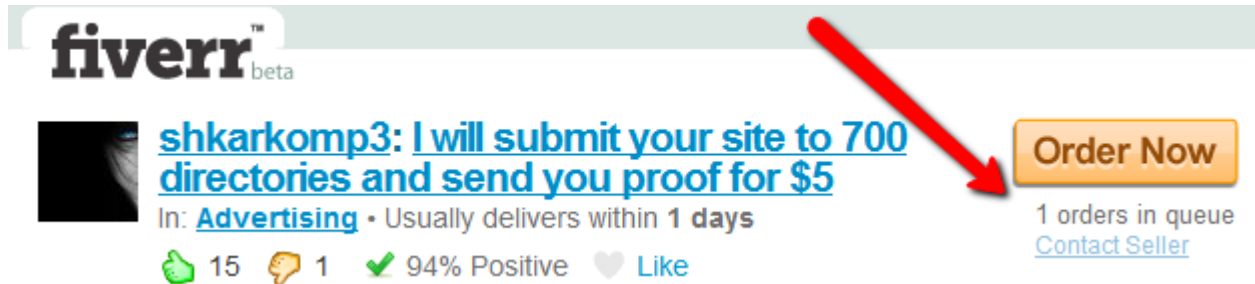 fiverr™ beta
shkarkomp3: I will submit your site to 700
directories and send you proof for $5
In: Advertising • Usually delivers within 1 days
15 1 94% Positive Like
Order Now
1 orders in queue
Contact Seller